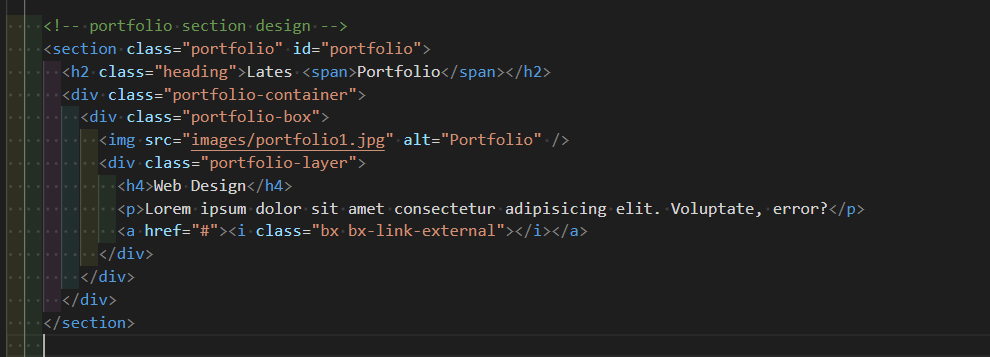 <!-- portfolio section design -->
<section class="portfolio" id="portfolio">
<h2 class="heading">Lates <span>Portfolio</span></h2>
<div class="portfolio-container">
<div class="portfolio-box">
<img src="images/portfolio1.jpg" alt="Portfolio" />
<div class="portfolio-layer">
<h4>Web Design</h4>
<p>Lorem ipsum dolor sit amet consectetur adipisicing elit. Voluptate, error?</p>
<a href="#"><i class="bx bx-link-external"></i></a>
</div>
</div>
</div>
</section>